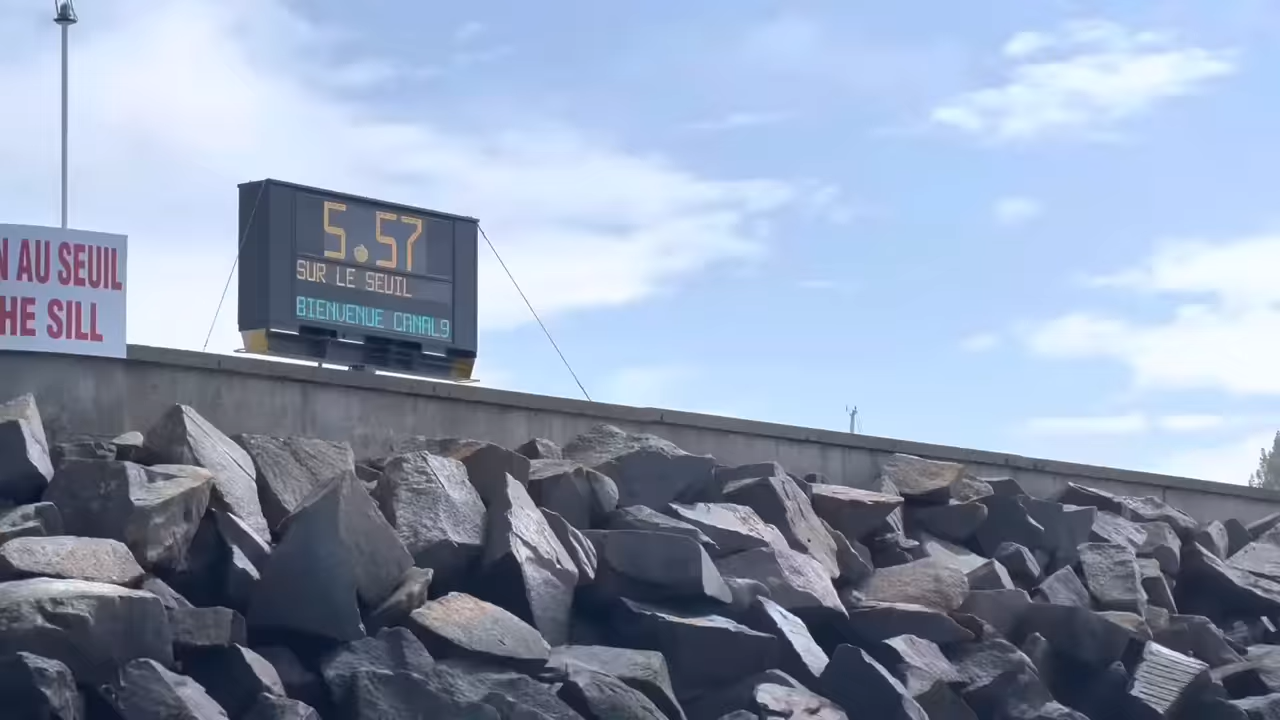 N AU SEUIL
HE SILL
5.57
SUR LE SEUIL
BIENVENUE CANAL9